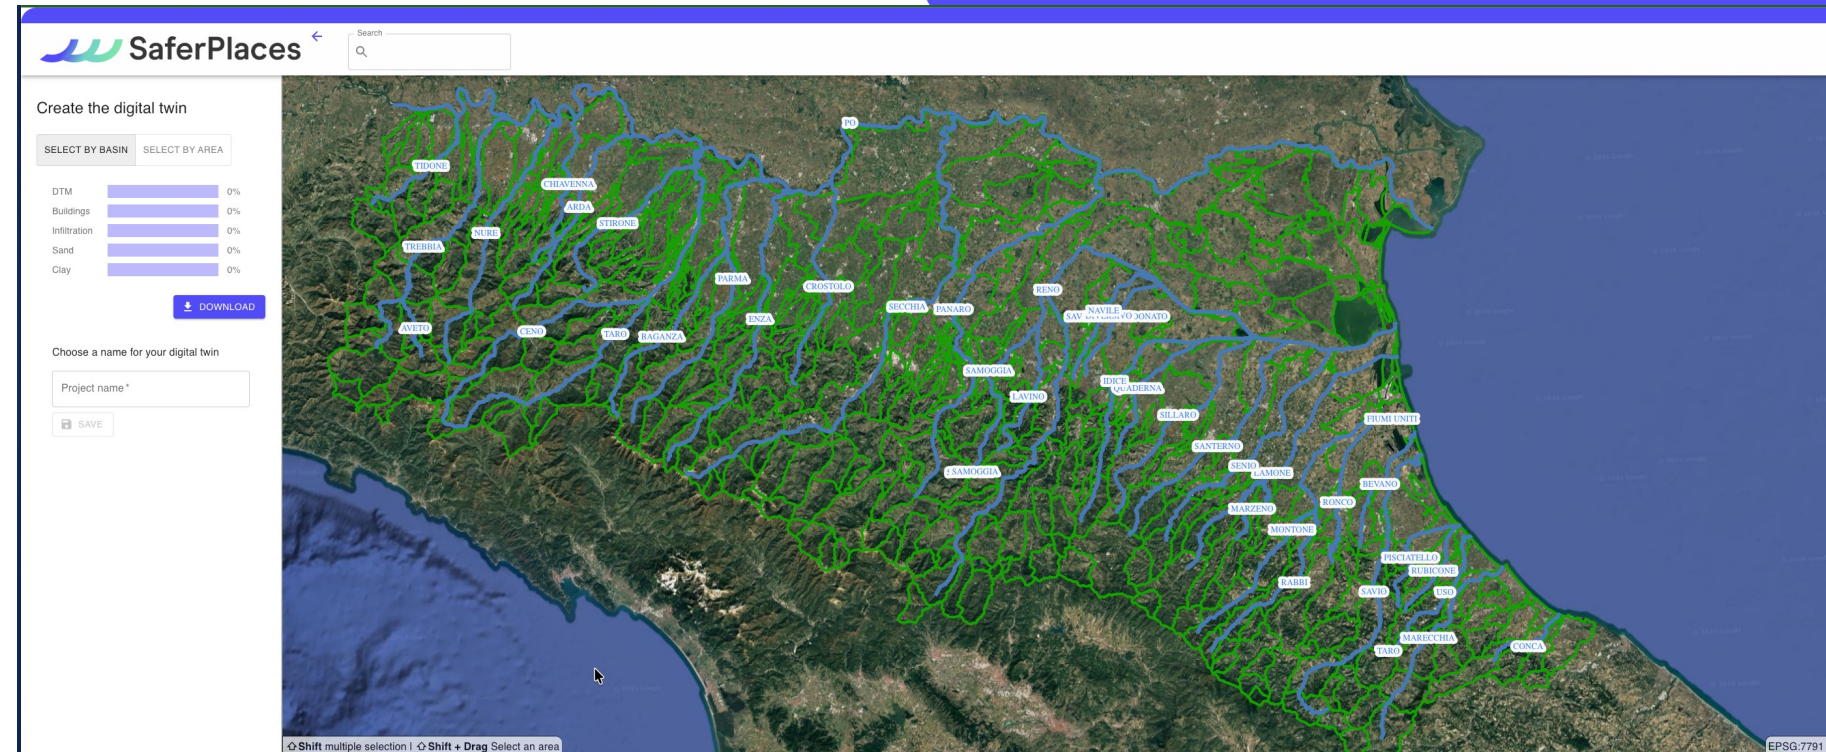 SaferPlaces
Search
Create the digital twin
SELECT BY BASIN
SELECT BY AREA
DTM 0%
Buildings 0%
Infiltration 0%
Sand 0%
Clay 0%
DOWNLOAD
Choose a name for your digital twin
Project name *
SAVE
PO
TIDONE
CHIAVENNA
ARDA
STIRONE
NURE
TREBBIA
PARMA
CROSTOLO
RENO
SECCHIA
PANARO
NAVILE
ENZA
AVETO
CENO
TARO
BAGANZA
SAMOGGIA
IDICE
QUADERNA
LAVINO
SILLARO
FIUMI UNITI
SANTERNO
SENIO
LAMONE
SAMOGGIA
BEVANO
RONCO
MARZENO
MONTONE
PISCIATELLO
RUBICONE
RABBI
SAVIO
USO
MARECCHIA
CONCA
TARO
Shift multiple selection | Shift + Drag Select an area
EPSG:7791